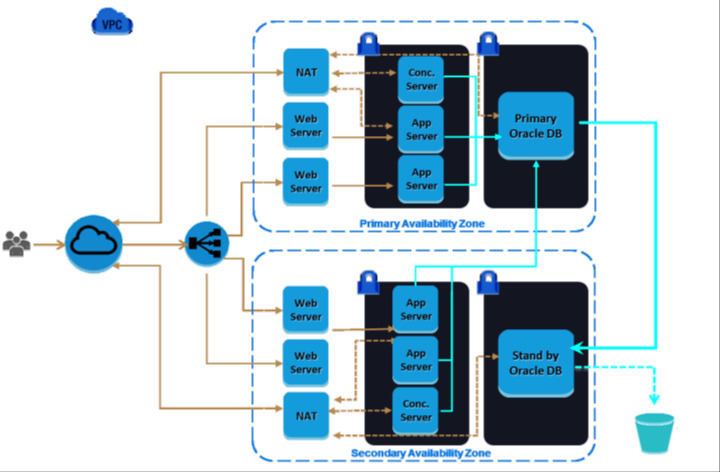 VPC
NAT
Conc.
Server
Web
Server
App
Server
Primary
Oracle DB
Web
Server
App
Server
Primary Availability Zone
Web
Server
App
Server
Web
Server
App
Server
Stand by
Oracle DB
NAT
Conc.
Server
Secondary Availability Zone